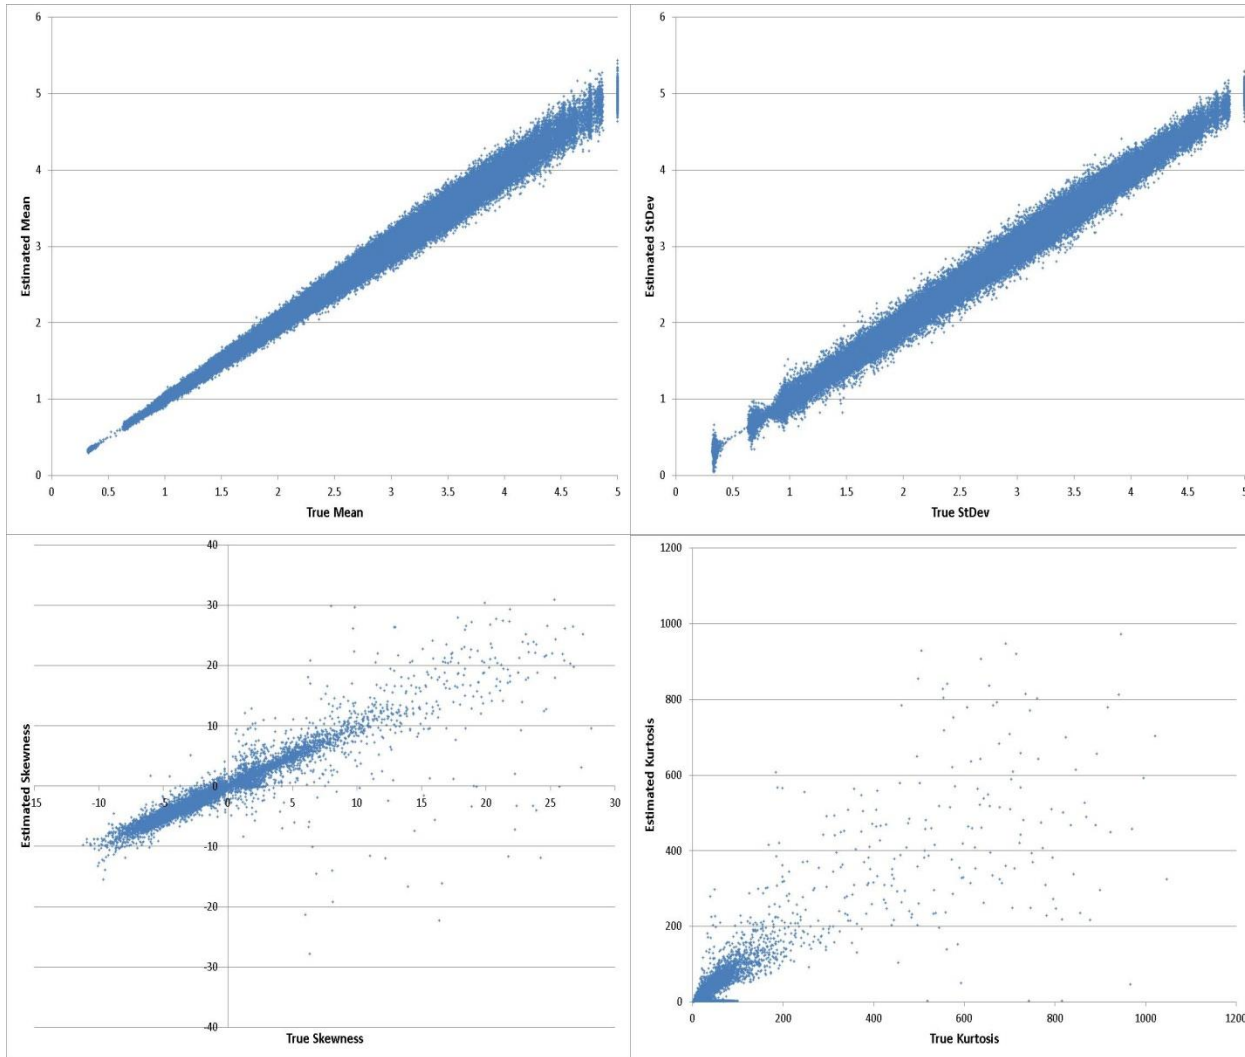 6
5
4
3
2
1
0
Estimated Mean
0 0.5 1 1.5 2 2.5 3 3.5 4 4.5 5
True Mean
6
5
4
3
2
1
0
Estimated StDev
0 0.5 1 1.5 2 2.5 3 3.5 4 4.5 5
True StDev
40
30
20
10
0
-10
-20
-30
-40
Estimated Skewness
-15 -10 -5 0 5 10 15 20 25 30
True Skewness
1200
1000
800
600
400
200
0
Estimated Kurtosis
0 200 400 600 800 1000 1200
True Kurtosis